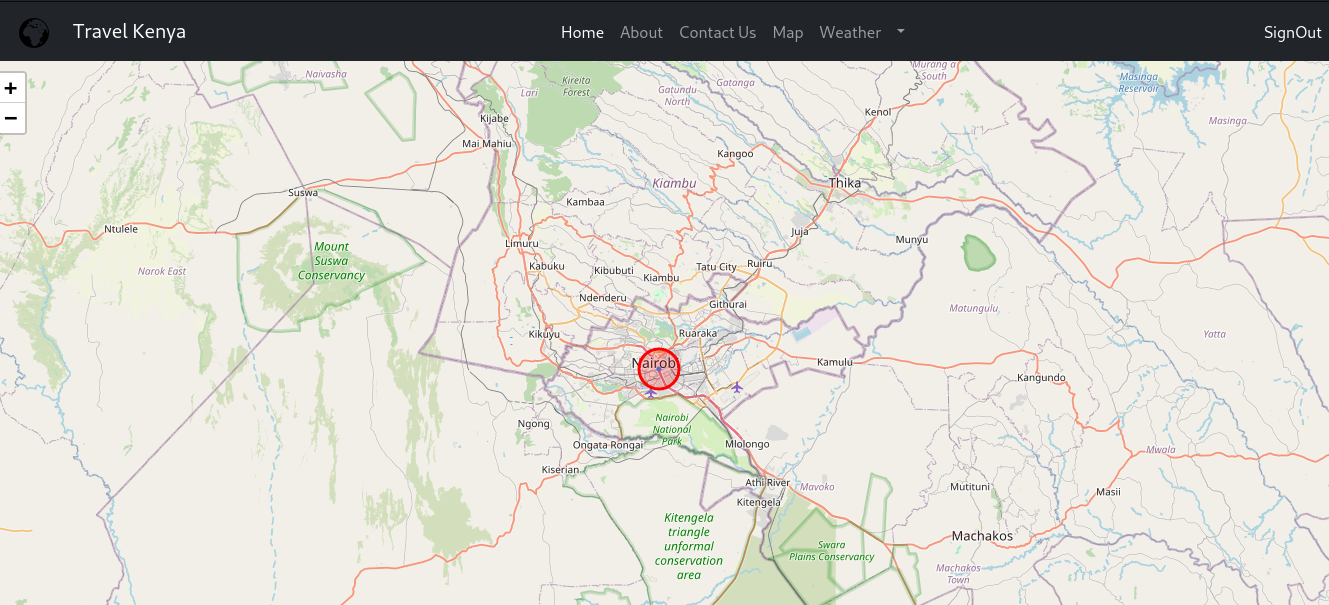 Travel Kenya
Home
About
Contact Us
Map
Weather
SignOut
+
−
Naivasha
Lari
Kireita
Forest
Gatundu
North
Gatanga
Murang'a
South
Masinga
Reservoir
Masinga
Kijabe
Mai Mahiu
Kenol
Kangoo
Kiambu
Thika
Suswa
Kambaa
Ntulele
Narok East
Mount
Suswa
Conservancy
Limuru
Kabuku
Kibubuti
Kiambu
Tatu City
Ruiru
Juja
Munyu
Ndenderu
Githurai
Matungulu
Yatta
Kikuyu
Ruaraka
Nairobi
Kamulu
Kangundo
Ngong
Nairobi
National
Park
Ongata Rongai
Mlolongo
Mwala
Kiserian
Athi River
Mavoko
Kitengela
Mutituni
Masii
Kitengela
triangle
unformal
conservation
area
Swara
Plains Conservancy
Machakos
Machakos
Town